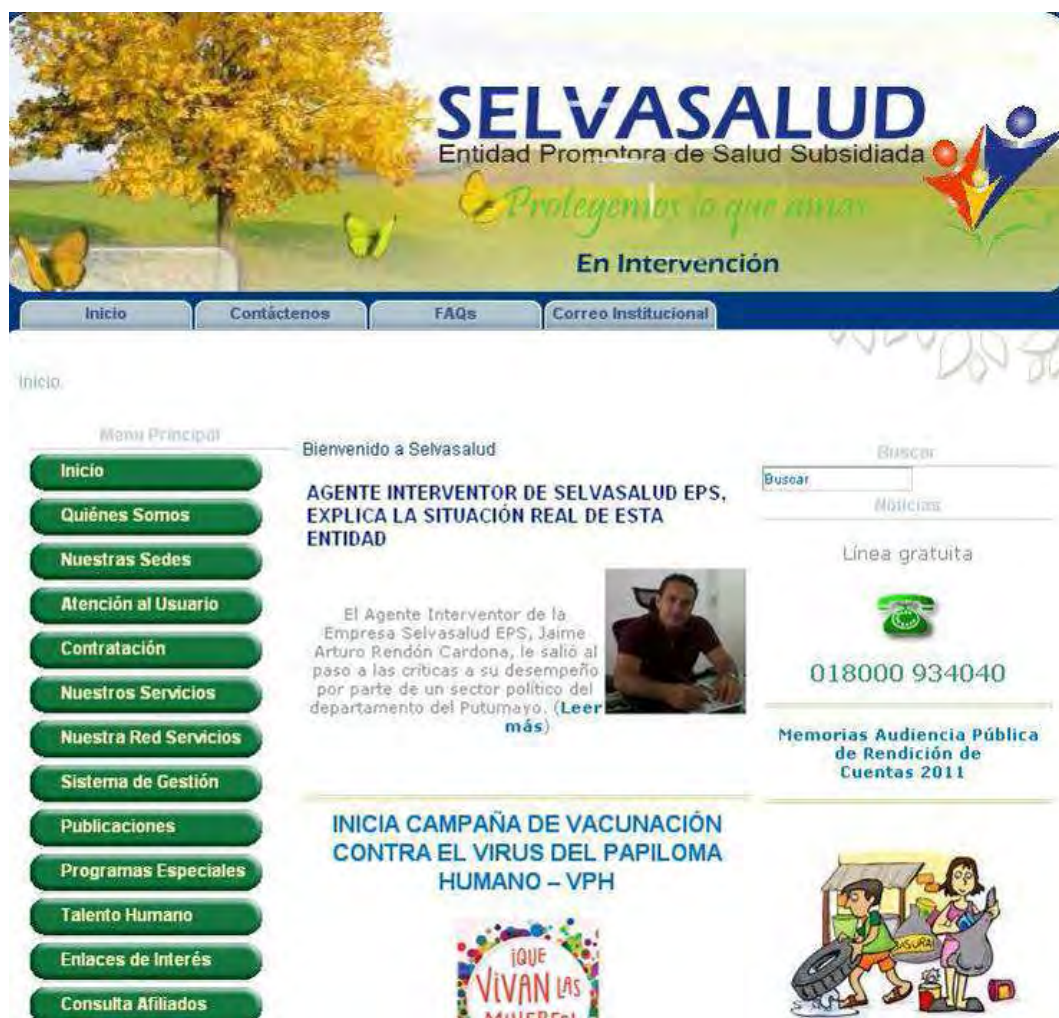 SELVASALUD
Entidad Promotora de Salud Subsidiada
Protegemos lo que amas
En Intervención
Inicio
Contáctenos
FAQs
Correo Institucional
Inicio
Menu Principal
Inicio
Quiénes Somos
Nuestras Sedes
Atención al Usuario
Contratación
Nuestros Servicios
Nuestra Red Servicios
Sistema de Gestión
Publicaciones
Programas Especiales
Talento Humano
Enlaces de Interés
Consulta Afiliados
Bienvenido a Selvasalud
AGENTE INTERVENTOR DE SELVASALUD EPS,
EXPLICA LA SITUACIÓN REAL DE ESTA
ENTIDAD
El Agente Interventor de la
Empresa Selvasalud EPS, Jaime
Arturo Rendón Cardona, le salió al
paso a las críticas a su desempeño
por parte de un sector político del
departamento del Putumayo. (Leer
más)
INICIA CAMPAÑA DE VACUNACIÓN
CONTRA EL VIRUS DEL PAPILOMA
HUMANO – VPH
¡QUE
VIVAN LAS
MUJERES!
Buscar
Buscar
Noticias
Línea gratuita
018000 934040
Memorias Audiencia Pública
de Rendición de
Cuentas 2011
BASURA